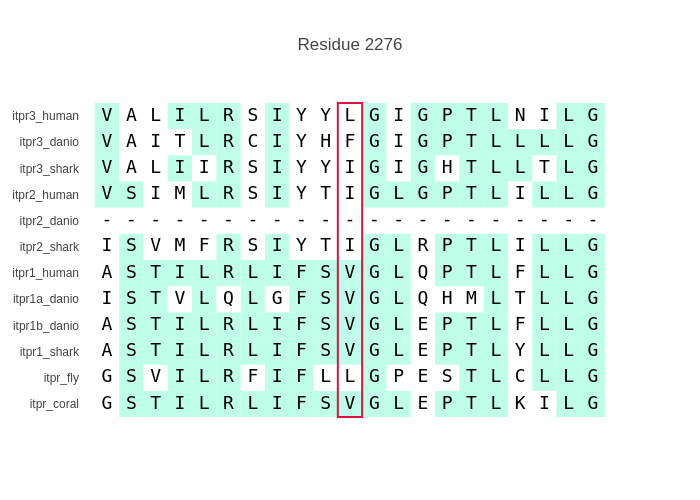 Residue 2276
itpr3_human V A L I L R S I Y Y L G I G P T L N I L G
itpr3_danio V A I T L R C I Y H F G I G P T L L L L G
itpr3_shark V A L I I R S I Y Y I G I G H T L L T L G
itpr2_human V S I M L R S I Y T I G L G P T L I L L G
itpr2_danio - - - - - - - - - - - - - - - - - - - - -
itpr2_shark I S V M F R S I Y T I G L R P T L I L L G
itpr1_human A S T I L R L I F S V G L Q P T L F L L G
itpr1a_danio I S T V L Q L G F S V G L Q H M L T L L G
itpr1b_danio A S T I L R L I F S V G L E P T L F L L G
itpr1_shark A S T I L R L I F S V G L E P T L Y L L G
itpr_fly G S V I L R F I F L L G P E S T L C L L G
itpr_coral G S T I L R L I F S V G L E P T L K I L G